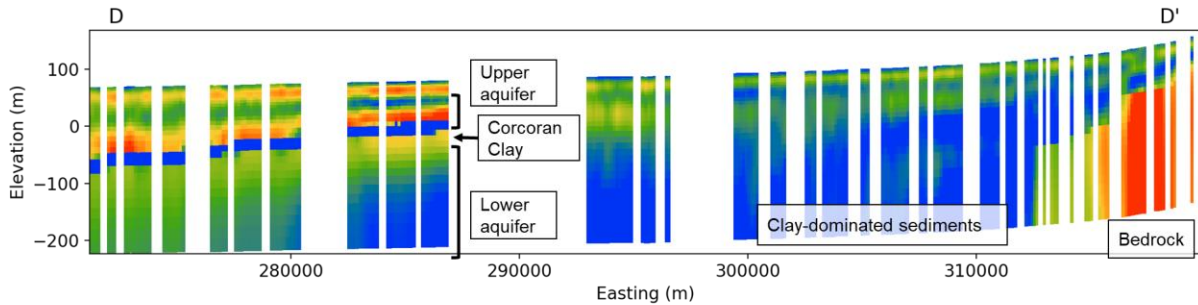 D
D'
100
0
−100
−200
Elevation (m)
Upper
aquifer
Corcoran
Clay
Lower
aquifer
Clay-dominated sediments
Bedrock
280000
290000
300000
310000
Easting (m)